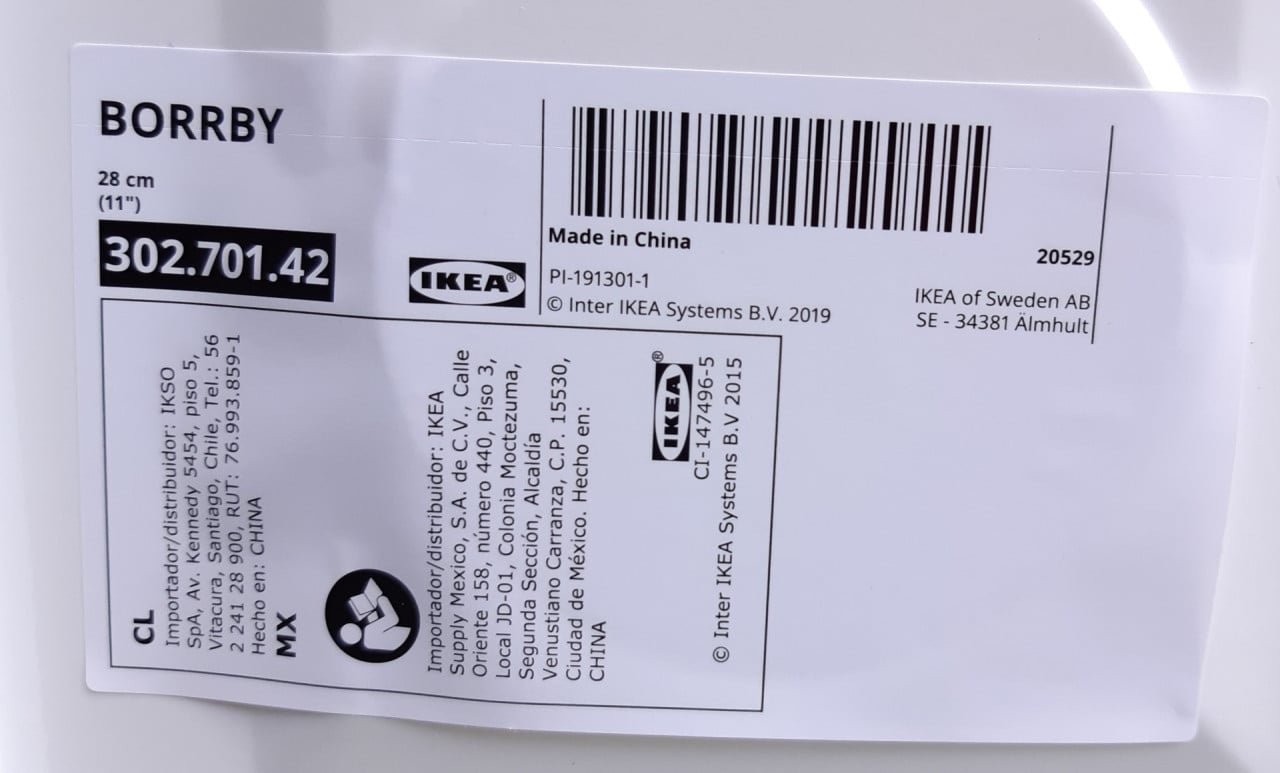 BORRBY
28 cm
(11")
302.701.42
IKEA®
Made in China
20529
PI-191301-1
© Inter IKEA Systems B.V. 2019
IKEA of Sweden AB
SE - 34381 Älmhult
CL
Importador/distribuidor: IKSO
SpA, Av. Kennedy 5454, piso 5,
Vitacura, Santiago, Chile, Tel.: 56
2 241 28 900, RUT: 76.993.859-1
Hecho en: CHINA
MX
Importador/distribuidor: IKEA
Supply Mexico, S.A. de C.V., Calle
Oriente 158, número 440, Piso 3,
Local JD-01, Colonia Moctezuma,
Segunda Sección, Alcaldía
Venustiano Carranza, C.P. 15530,
Ciudad de México. Hecho en:
CHINA
IKEA®
CI-147496-5
© Inter IKEA Systems B.V 2015